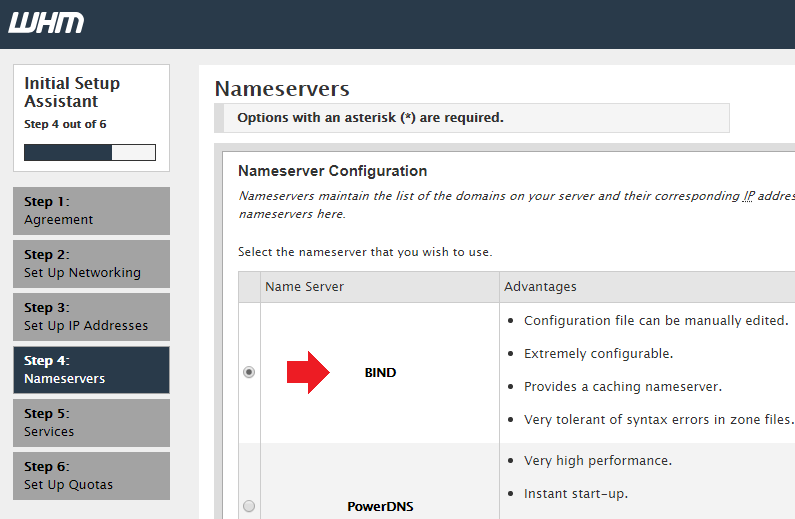 WHM
Initial Setup
Assistant
Step 4 out of 6
Step 1:
Agreement
Step 2:
Set Up Networking
Step 3:
Set Up IP Addresses
Step 4:
Nameservers
Step 5:
Services
Step 6:
Set Up Quotas
Nameservers
Options with an asterisk (*) are required.
Nameserver Configuration
Nameservers maintain the list of the domains on your server and their corresponding IP addres
nameservers here.
Select the nameserver that you wish to use.
Name Server
Advantages
BIND
Configuration file can be manually edited.
Extremely configurable.
Provides a caching nameserver.
Very tolerant of syntax errors in zone files.
PowerDNS
Very high performance.
Instant start-up.